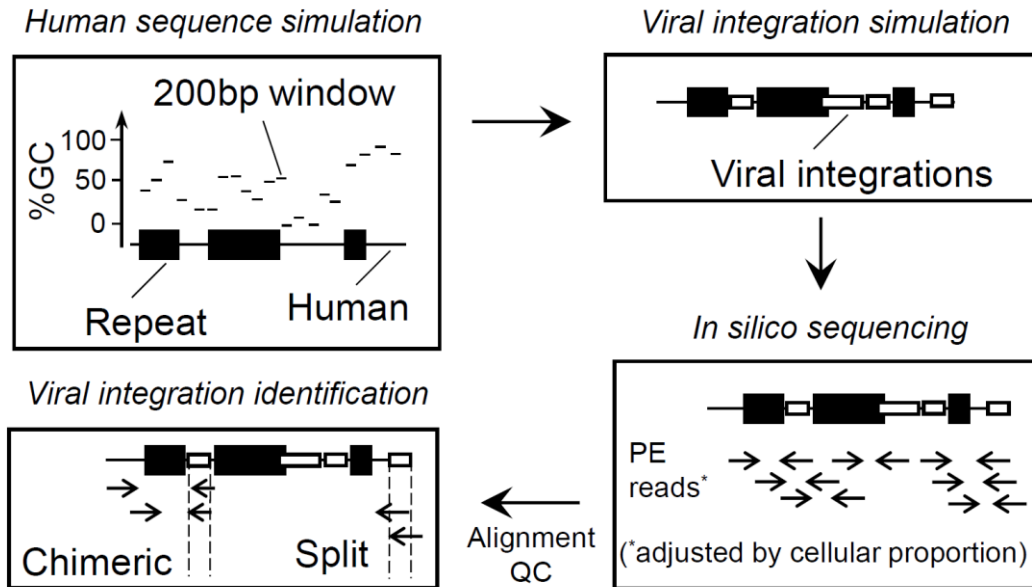 Human sequence simulation
200bp window
%GC
100
50
0
Repeat
Human
Viral integration simulation
Viral integrations
In silico sequencing
PE
reads*
(*adjusted by cellular proportion)
Alignment
QC
Viral integration identification
Chimeric
Split